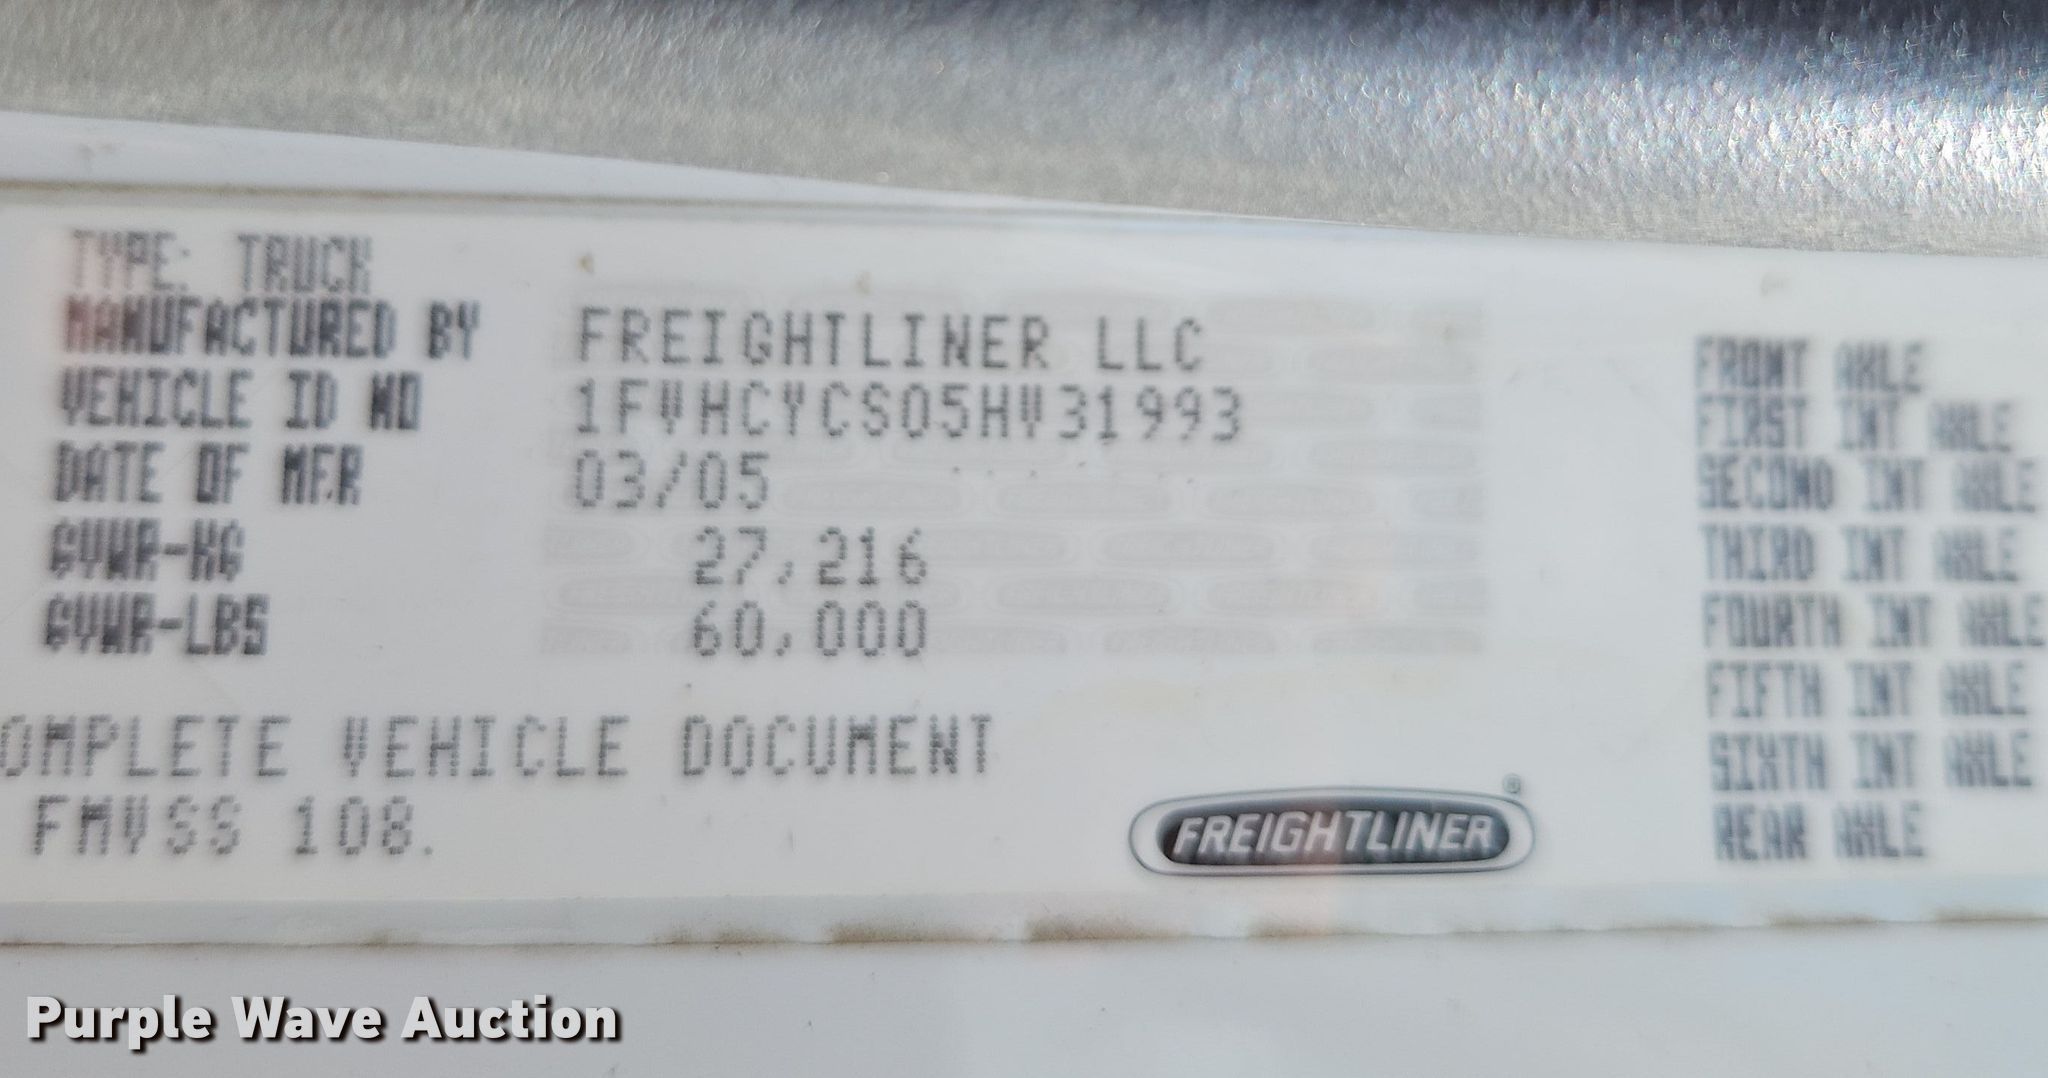 TYPE: TRUCK
MANUFACTURED BY FREIGHTLINER LLC
VEHICLE ID NO 1FVHCYCS05HV31993
DATE OF MFR 03/05
GVWR-KG 27,216
GVWR-LBS 60,000
OMPLETE VEHICLE DOCUMENT
FMVSS 108.
FREIGHTLINER
FRONT AXLE
FIRST INT AXLE
SECOND INT AXLE
THIRD INT AXLE
FOURTH INT AXLE
FIFTH INT AXLE
SIXTH INT AXLE
REAR AXLE
Purple Wave Auction